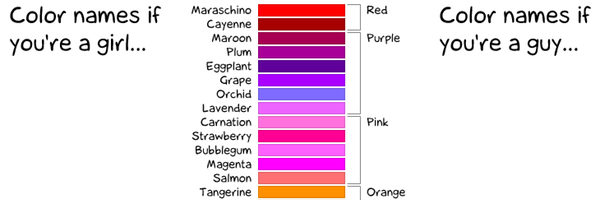 Color names if
you're a girl...
Maraschino
Cayenne
Maroon
Plum
Eggplant
Grape
Orchid
Lavender
Carnation
Strawberry
Bubblegum
Magenta
Salmon
Tangerine
Red
Purple
Pink
Orange
Color names if
you're a guy...